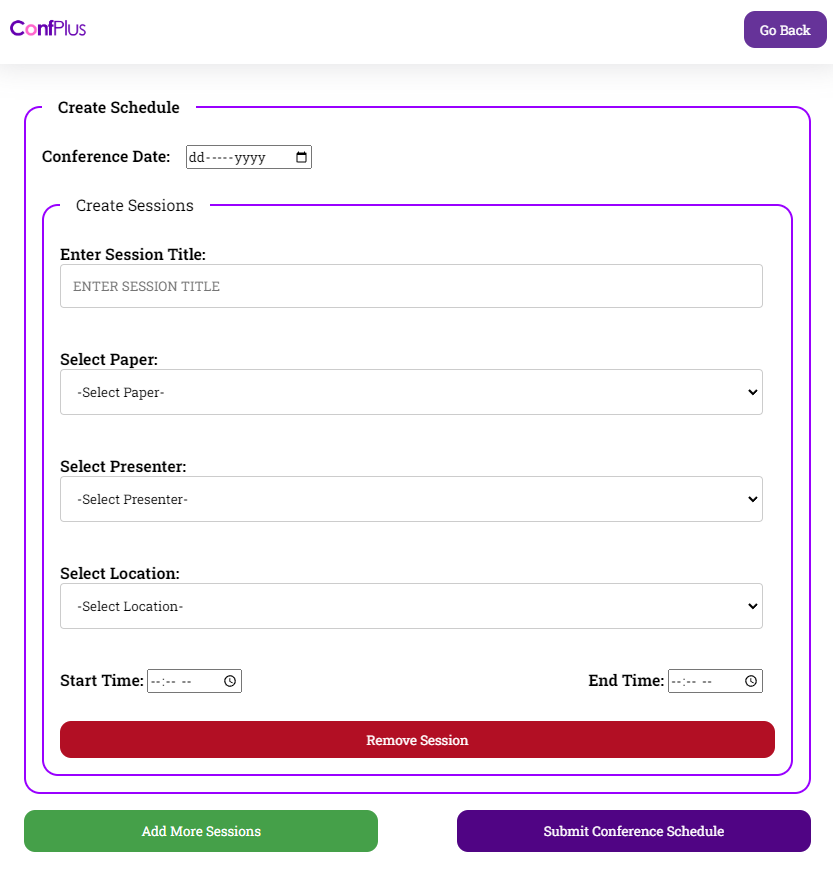 ConfPlus
Go Back
Create Schedule
Conference Date: dd-----yyyy
Create Sessions
Enter Session Title:
ENTER SESSION TITLE
Select Paper:
-Select Paper-
Select Presenter:
-Select Presenter-
Select Location:
-Select Location-
Start Time: --:-- -- End Time: --:-- --
Remove Session
Add More Sessions Submit Conference Schedule